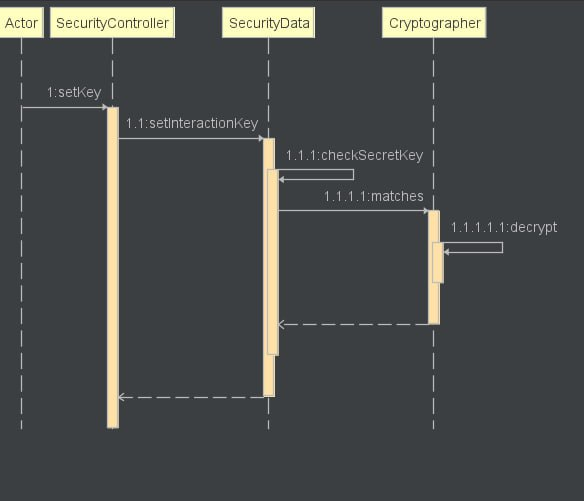 Actor
SecurityController
SecurityData
Cryptographer
1:setKey
1.1:setInteractionKey
1.1.1:checkSecretKey
1.1.1.1:matches
1.1.1.1.1:decrypt